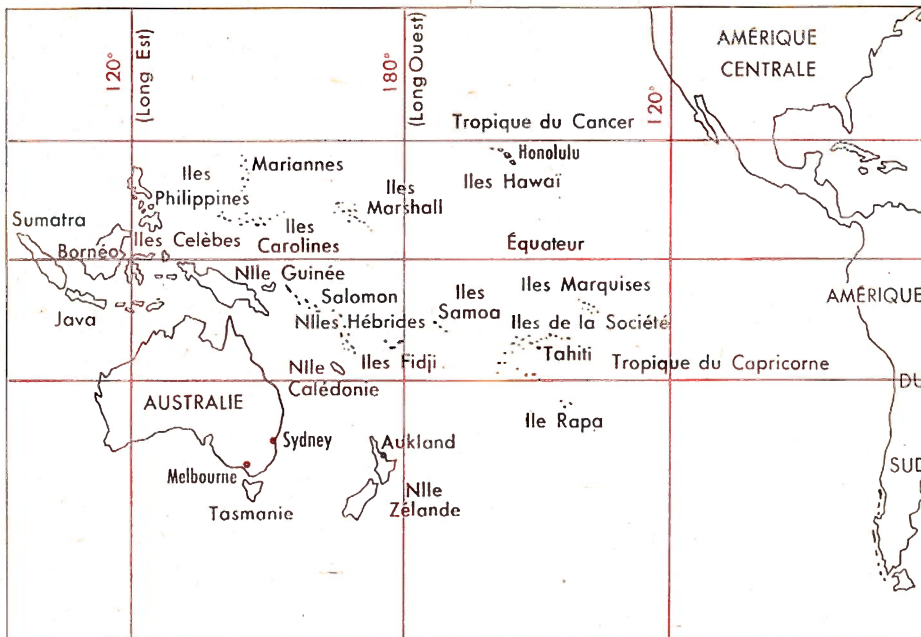 120°
(Long Est)
180°
(Long Ouest)
120°
AMÉRIQUE
CENTRALE
Tropique du Cancer
Honolulu
Iles Hawaï
Mariannes
Iles
Philippines
Iles
Marshall
Sumatra
Bornéo
Iles Celèbes
Iles
Carolines
Équateur
Nlle Guinée
Java
Salomon
Iles
Samoa
Iles Marquises
AMÉRIQUE
Nlles Hébrides
Iles de la Société
Iles Fidji
Tahiti
Nlle
Calédonie
Tropique du Capricorne
DU
AUSTRALIE
Ile Rapa
Sydney
Aukland
SUD
Melbourne
Nlle
Zélande
Tasmanie